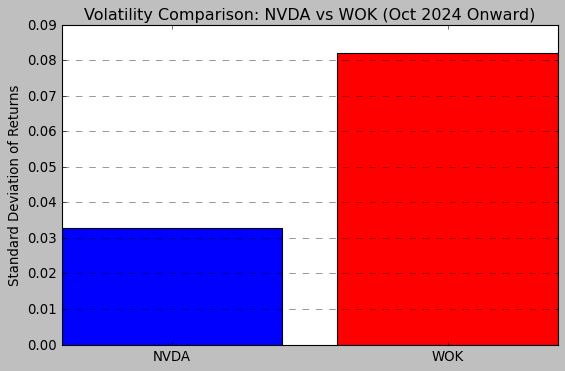 Volatility Comparison: NVDA vs WOK (Oct 2024 Onward)
Standard Deviation of Returns
0.09
0.08
0.07
0.06
0.05
0.04
0.03
0.02
0.01
0.00
NVDA
WOK